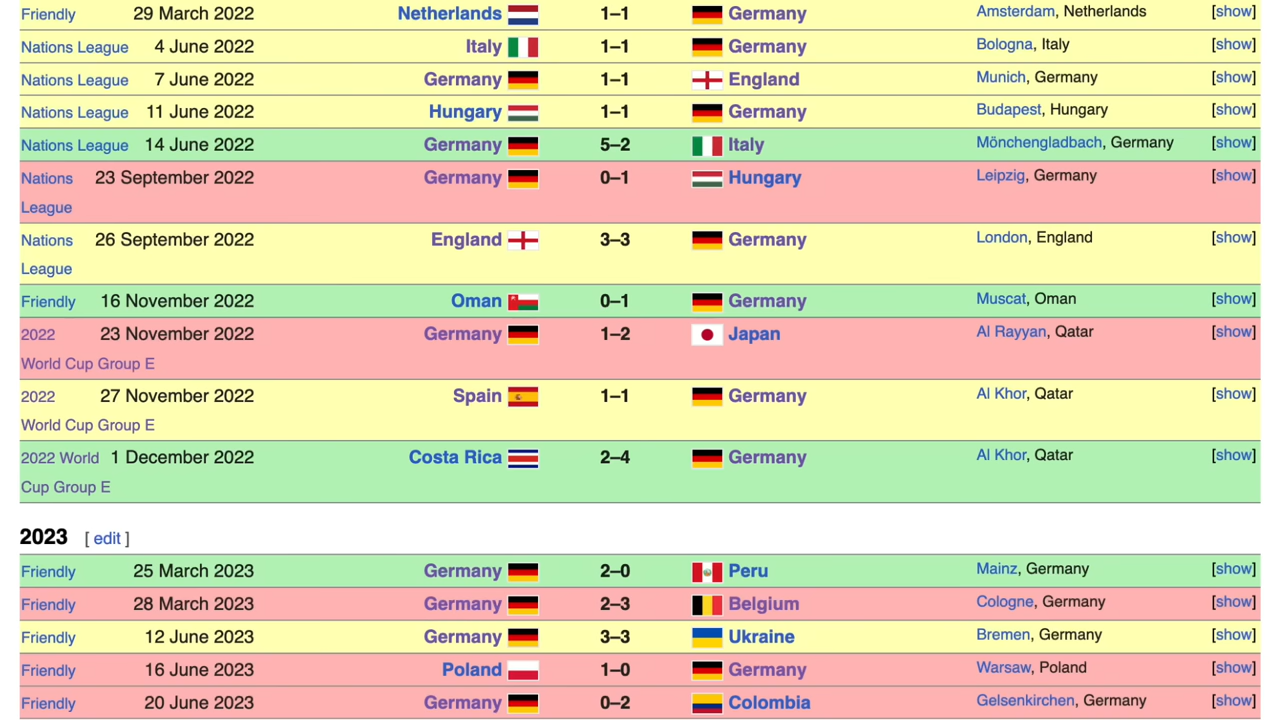 Friendly 29 March 2022 Netherlands 1–1 Germany Amsterdam, Netherlands [show]
Nations League 4 June 2022 Italy 1–1 Germany Bologna, Italy [show]
Nations League 7 June 2022 Germany 1–1 England Munich, Germany [show]
Nations League 11 June 2022 Hungary 1–1 Germany Budapest, Hungary [show]
Nations League 14 June 2022 Germany 5–2 Italy Mönchengladbach, Germany [show]
Nations 23 September 2022 Germany 0–1 Hungary Leipzig, Germany [show]
League
Nations 26 September 2022 England 3–3 Germany London, England [show]
League
Friendly 16 November 2022 Oman 0–1 Germany Muscat, Oman [show]
2022 23 November 2022 Germany 1–2 Japan Al Rayyan, Qatar [show]
World Cup Group E
2022 27 November 2022 Spain 1–1 Germany Al Khor, Qatar [show]
World Cup Group E
2022 World 1 December 2022 Costa Rica 2–4 Germany Al Khor, Qatar [show]
Cup Group E
2023 [ edit ]
Friendly 25 March 2023 Germany 2–0 Peru Mainz, Germany [show]
Friendly 28 March 2023 Germany 2–3 Belgium Cologne, Germany [show]
Friendly 12 June 2023 Germany 3–3 Ukraine Bremen, Germany [show]
Friendly 16 June 2023 Poland 1–0 Germany Warsaw, Poland [show]
Friendly 20 June 2023 Germany 0–2 Colombia Gelsenkirchen, Germany [show]